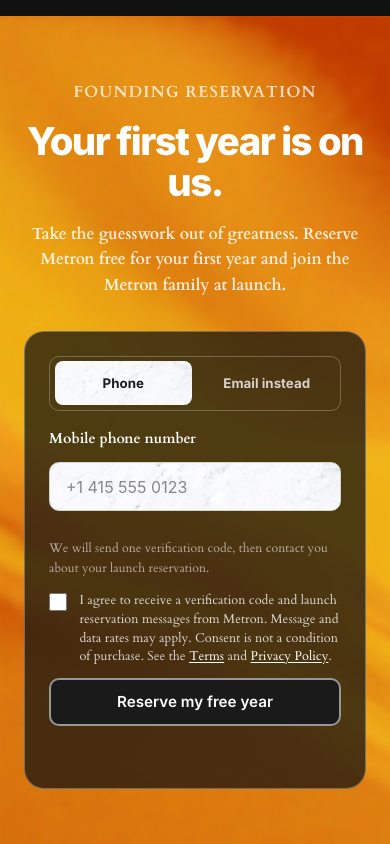 FOUNDING RESERVATION
Your first year is on
us.
Take the guesswork out of greatness. Reserve
Metron free for your first year and join the
Metron family at launch.
Phone
Email instead
Mobile phone number
+1 415 555 0123
We will send one verification code, then contact you
about your launch reservation.
I agree to receive a verification code and launch
reservation messages from Metron. Message and
data rates may apply. Consent is not a condition
of purchase. See the Terms and Privacy Policy.
Reserve my free year